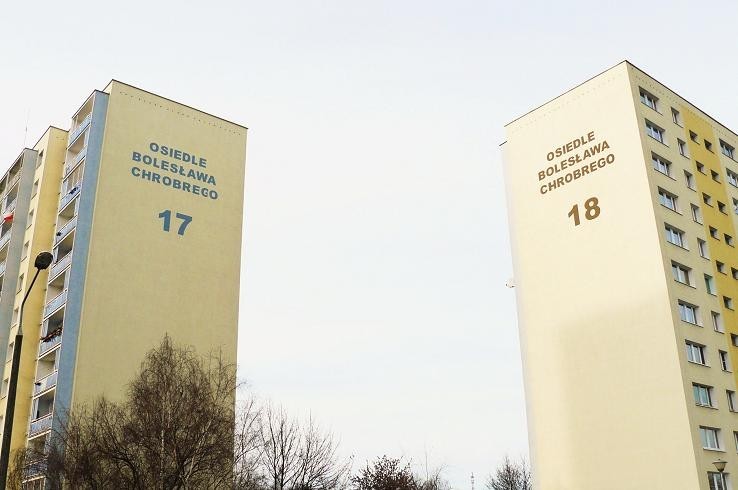 OSIEDLE
BOLESŁAWA
CHROBREGO
17
OSIEDLE
BOLESŁAWA
CHROBREGO
18